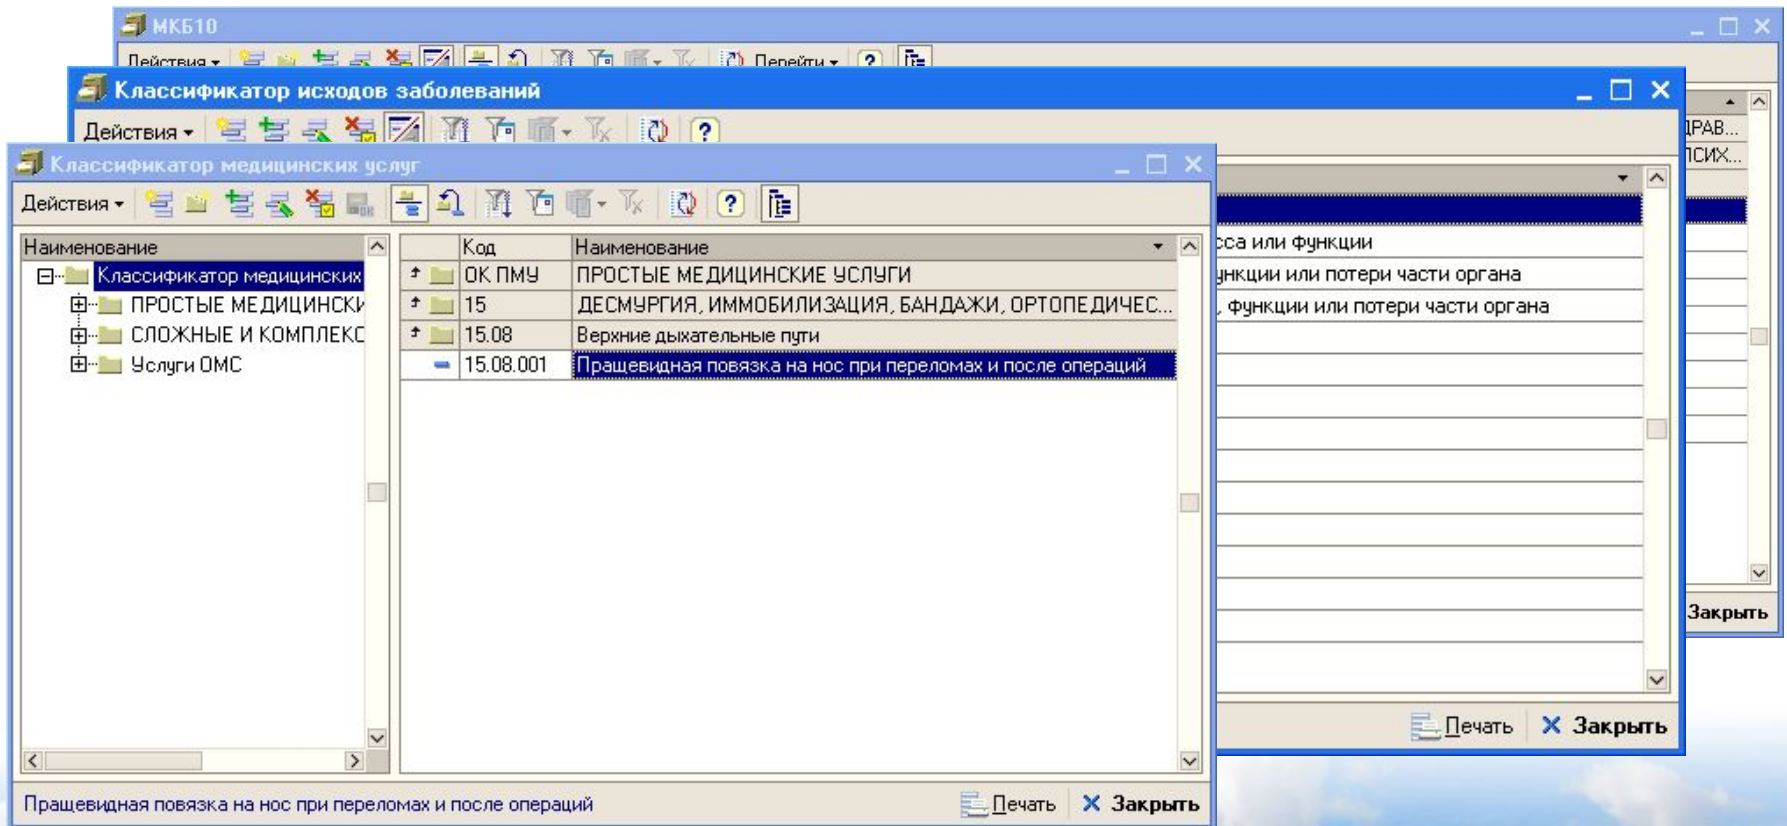 МКБ10
Действия Перейти
Классификатор исходов заболеваний
Действия
Классификатор медицинских услуг
Действия
Наименование
Классификатор медицинских
ПРОСТЫЕ МЕДИЦИНСКИ
СЛОЖНЫЕ И КОМПЛЕКС
Услуги ОМС
Код Наименование
ОК ПМУ ПРОСТЫЕ МЕДИЦИНСКИЕ УСЛУГИ
15 ДЕСМУРГИЯ, ИММОБИЛИЗАЦИЯ, БАНДАЖИ, ОРТОПЕДИЧЕС...
15.08 Верхние дыхательные пути
15.08.001 Пращевидная повязка на нос при переломах и после операций
Пращевидная повязка на нос при переломах и после операций
Печать Закрыть
сса или функции
ункции или потери части органа
, функции или потери части органа
Печать Закрыть
ДРАВ...
ПСИХ...
Закрыть